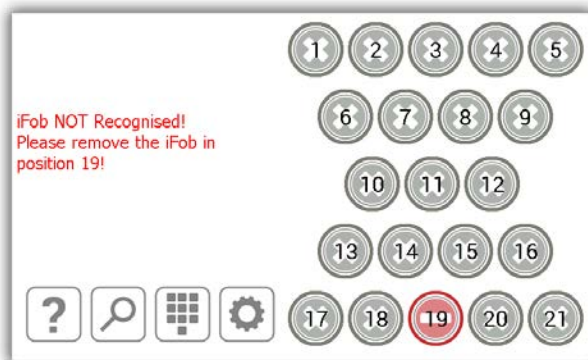 iFob NOT Recognised!
Please remove the iFob in
position 19!
1 2 3 4 5
6 7 8 9
10 11 12
13 14 15 16
17 18 19 20 21
?